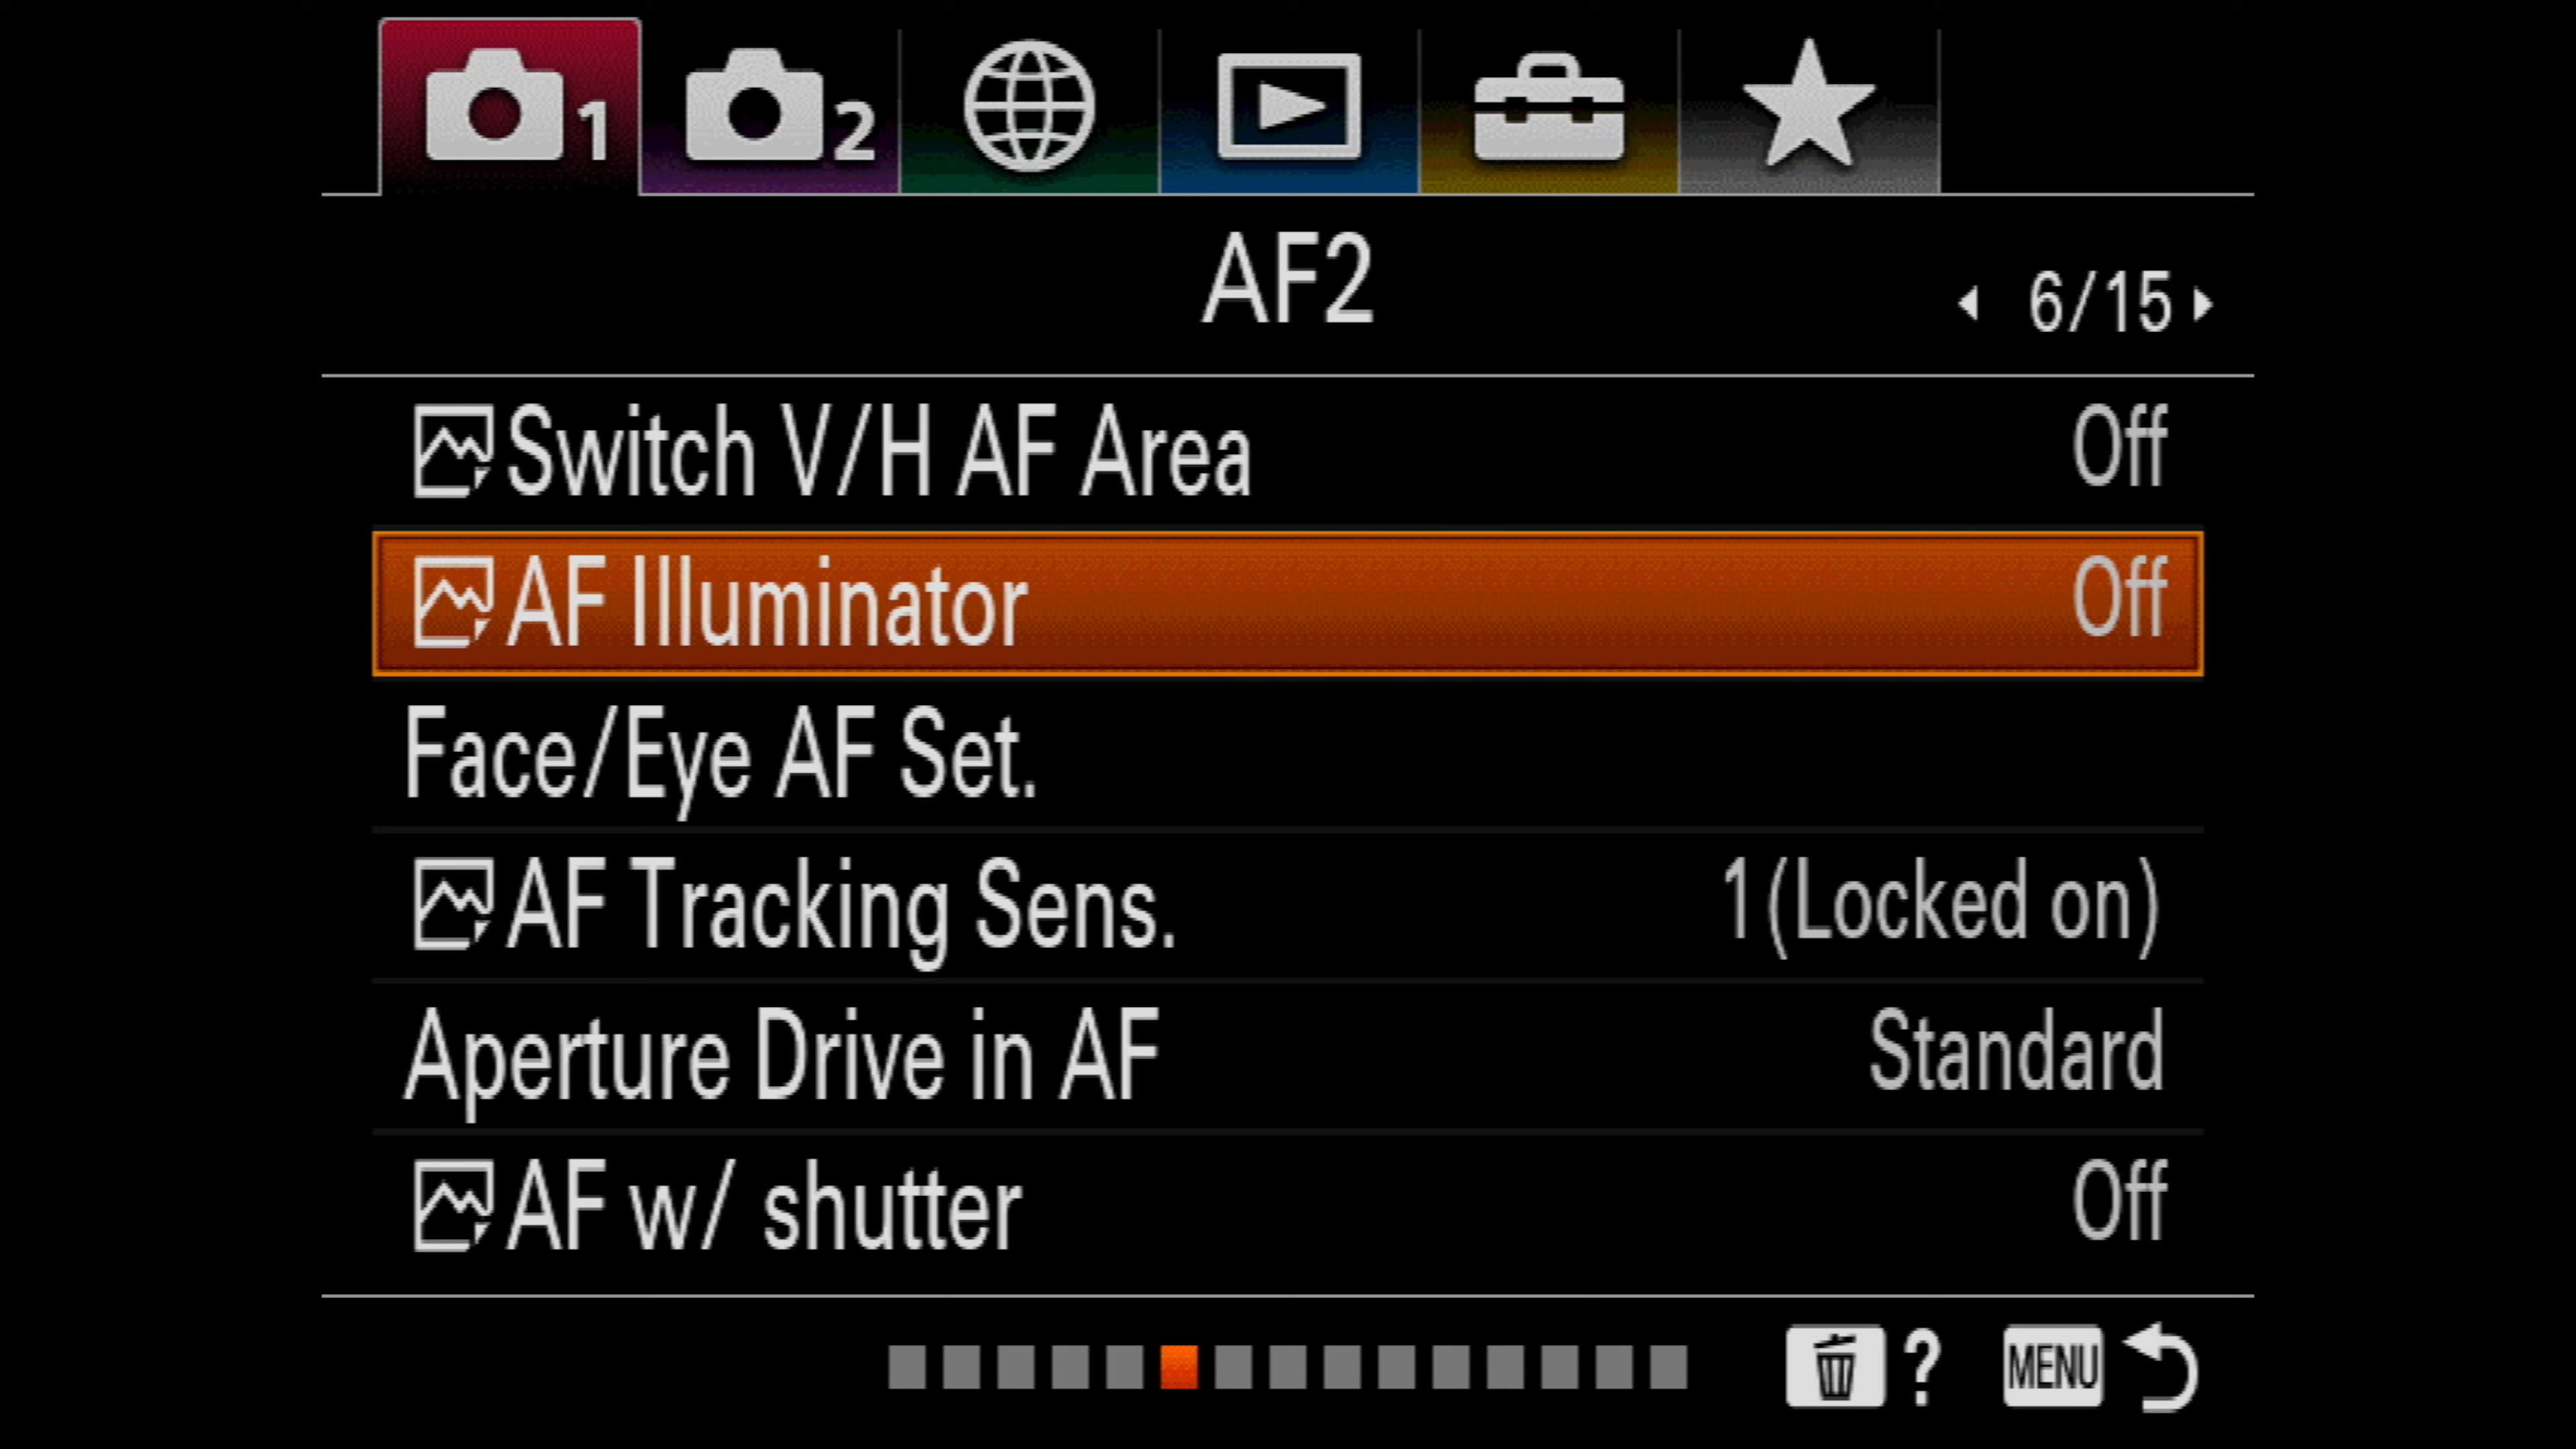 1 2
AF2
6/15
Switch V/H AF Area Off
AF Illuminator Off
Face/Eye AF Set.
AF Tracking Sens. 1(Locked on)
Aperture Drive in AF Standard
AF w/ shutter Off
? MENU